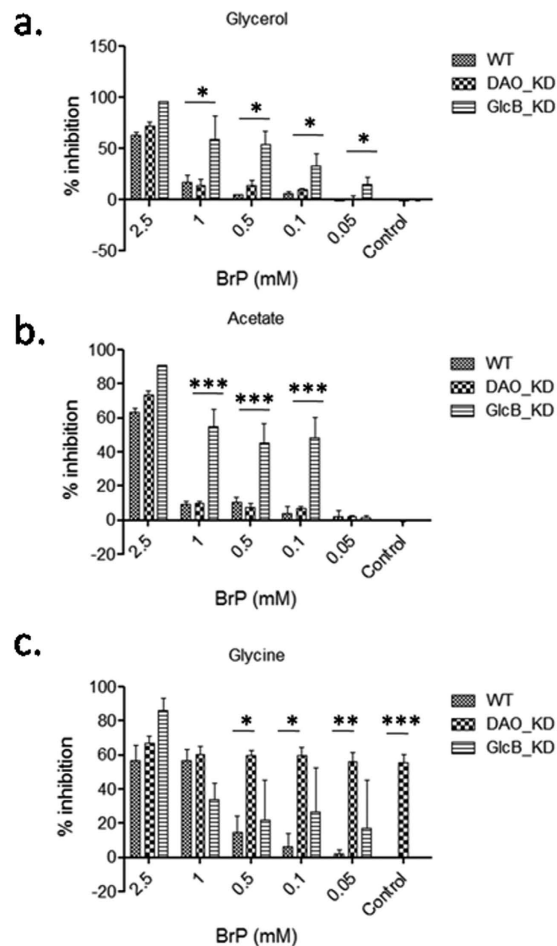 a.
Glycerol
% inhibition
150
100
50
0
-50
* * * *
2.5 1 0.5 0.1 0.05 Control
BrP (mM)
WT
DAO_KD
GlcB_KD
b.
Acetate
% inhibition
100
80
60
40
20
0
-20
*** *** ***
2.5 1 0.5 0.1 0.05 Control
BrP (mM)
WT
DAO_KD
GlcB_KD
c.
Glycine
% inhibition
100
80
60
40
20
0
-20
* * ** ***
2.5 1 0.5 0.1 0.05 Control
BrP (mM)
WT
DAO_KD
GlcB_KD